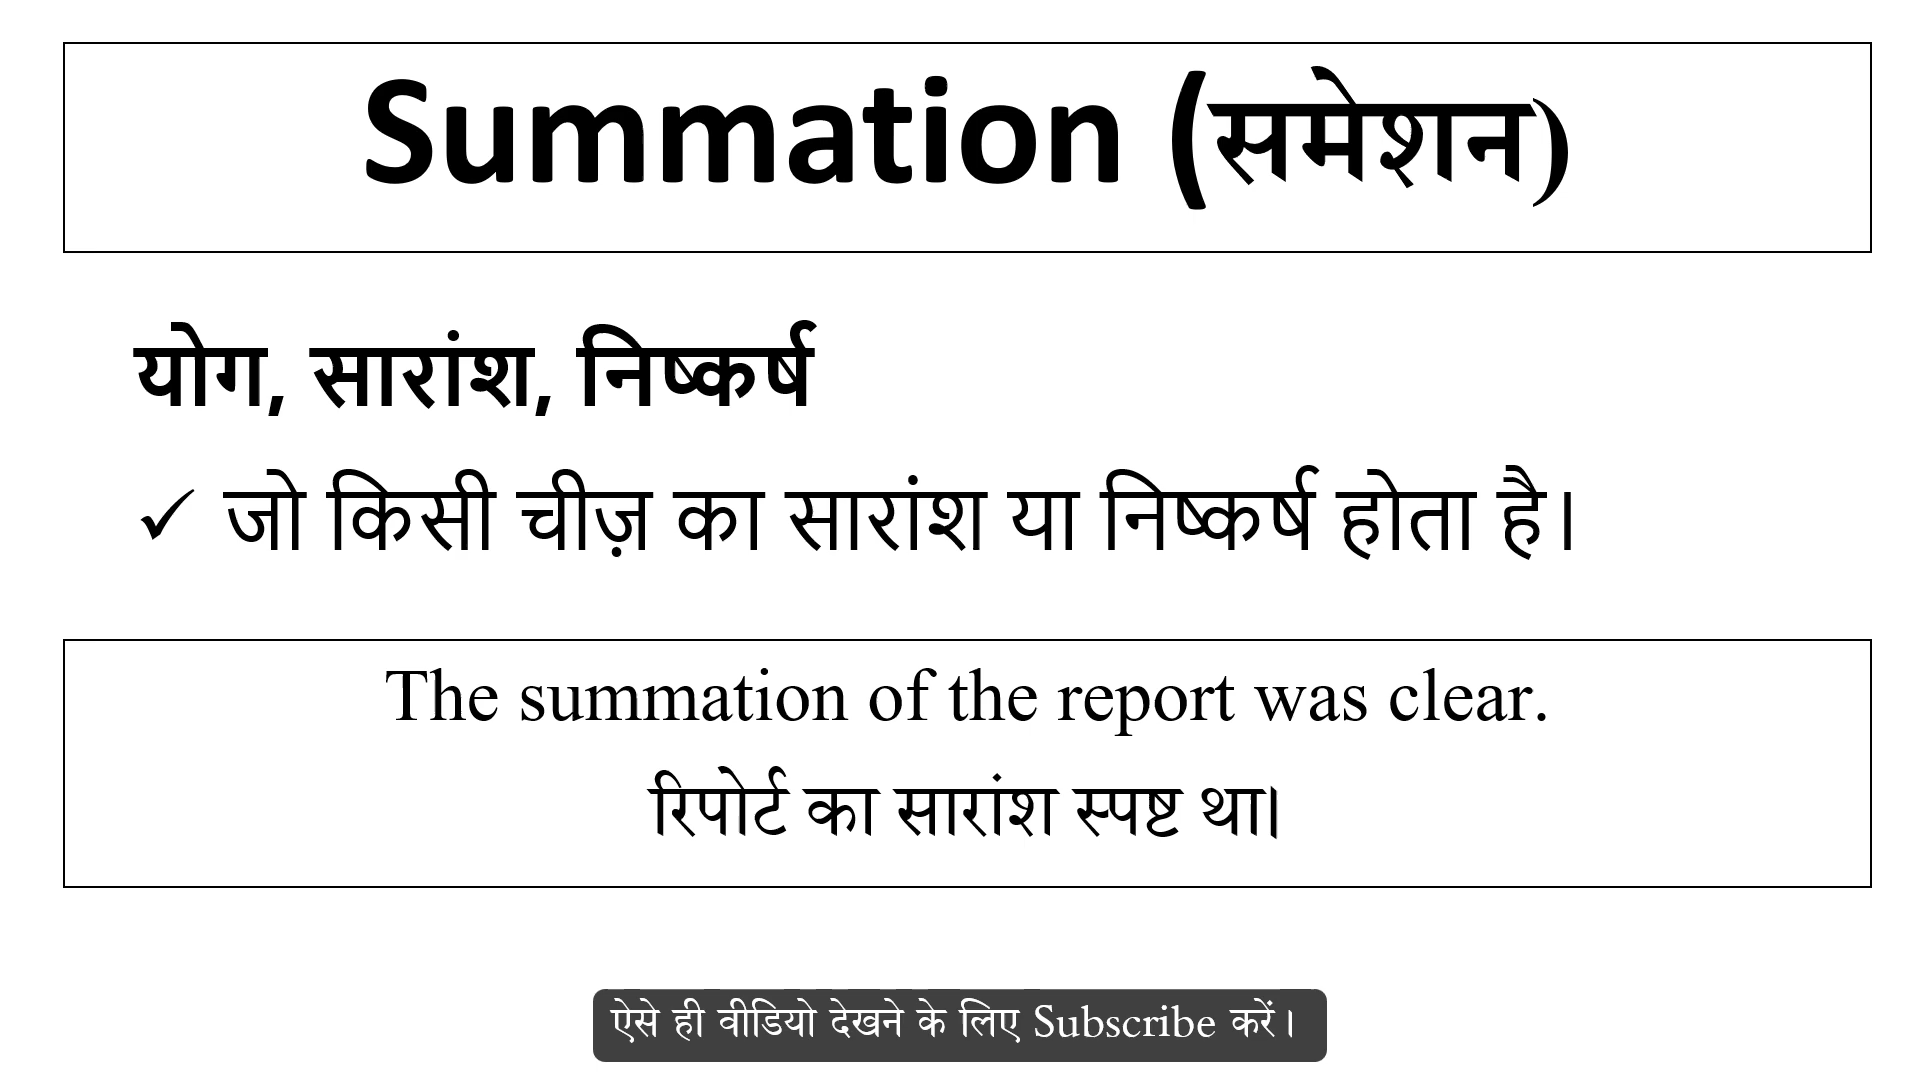 Summation (समेशन)
योग, सारांश, निष्कर्ष
✓ जो किसी चीज़ का सारांश या निष्कर्ष होता है।
The summation of the report was clear.
रिपोर्ट का सारांश स्पष्ट था।
ऐसे ही वीडियो देखने के लिए Subscribe करें।